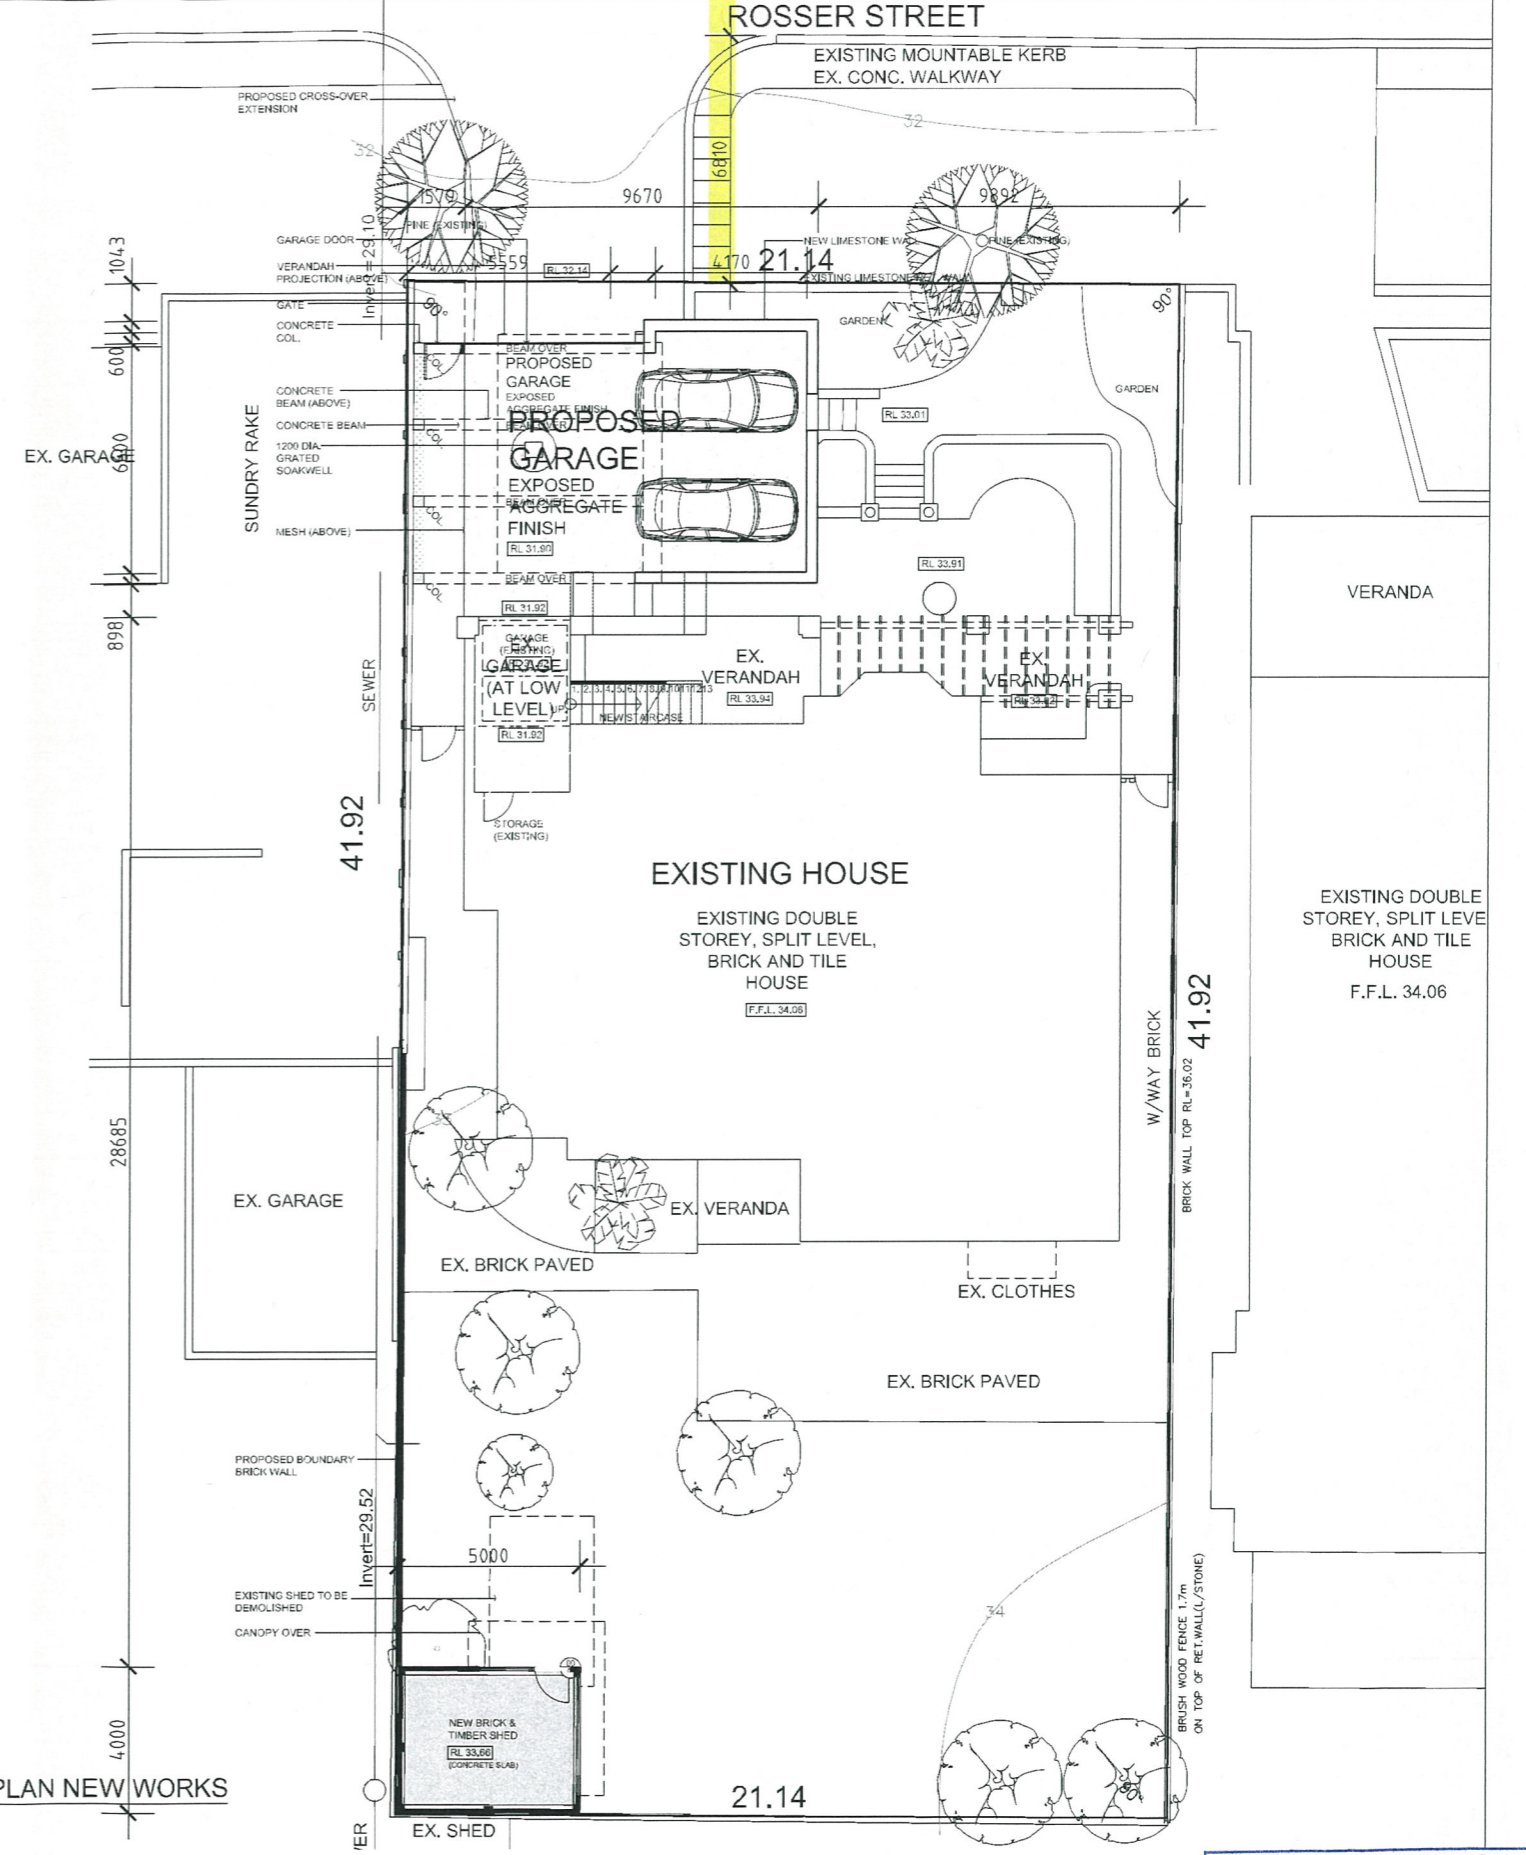 ROSSER STREET
EXISTING MOUNTABLE KERB
EX. CONC. WALKWAY
PROPOSED CROSS-OVER
EXTENSION
32
32
6810
1570
9670
9892
PINE (EXISTING)
PINE (EXISTING)
Invert=29.10
1043
GARAGE DOOR
VERANDAH
PROJECTION (ABOVE)
GATE
CONCRETE
COL.
5559
RL 32.14
4170
21.14
NEW LIMESTONE WALL
EXISTING LIMESTONE
GARDEN
90°
90°
GARDEN
COL.
BEAM OVER
PROPOSED
GARAGE
EXPOSED
AGGREGATE FINISH
PROPOSED
GARAGE
EXPOSED
AGGREGATE
FINISH
BEAM OVER
BEAM OVER
RL 31.90
BEAM OVER
COL.
COL.
COL.
600
CONCRETE
BEAM (ABOVE)
CONCRETE BEAM
1200 DIA.
GRATED
SOAKWELL
MESH (ABOVE)
EX. GARAGE
SUNDRY RAKE
RL 33.01
RL 33.91
VERANDA
898
RL 31.92
GARAGE
(EXISTING)
EX.
GARAGE
(AT LOW
LEVEL)
UP
RL 31.92
NEW STAIRCASE
EX.
VERANDAH
RL 33.94
EX.
VERANDAH
SEWER
STORAGE
(EXISTING)
41.92
EXISTING HOUSE
EXISTING DOUBLE
STOREY, SPLIT LEVEL,
BRICK AND TILE
HOUSE
F.F.L. 34.06
EXISTING DOUBLE
STOREY, SPLIT LEVE
BRICK AND TILE
HOUSE
F.F.L. 34.06
W/WAY BRICK
41.92
BRICK WALL TOP RL=36.02
28685
33
EX. GARAGE
EX. VERANDA
EX. BRICK PAVED
EX. CLOTHES
EX. BRICK PAVED
PROPOSED BOUNDARY
BRICK WALL
Invert=29.52
5000
EXISTING SHED TO BE
DEMOLISHED
CANOPY OVER
34
BRUSH WOOD FENCE 1.7m
ON TOP OF RET.WALL(L/STONE)
NEW BRICK &
TIMBER SHED
RL 33.66
(CONCRETE SLAB)
4000
PLAN NEW WORKS
21.14
EX. SHED
VER